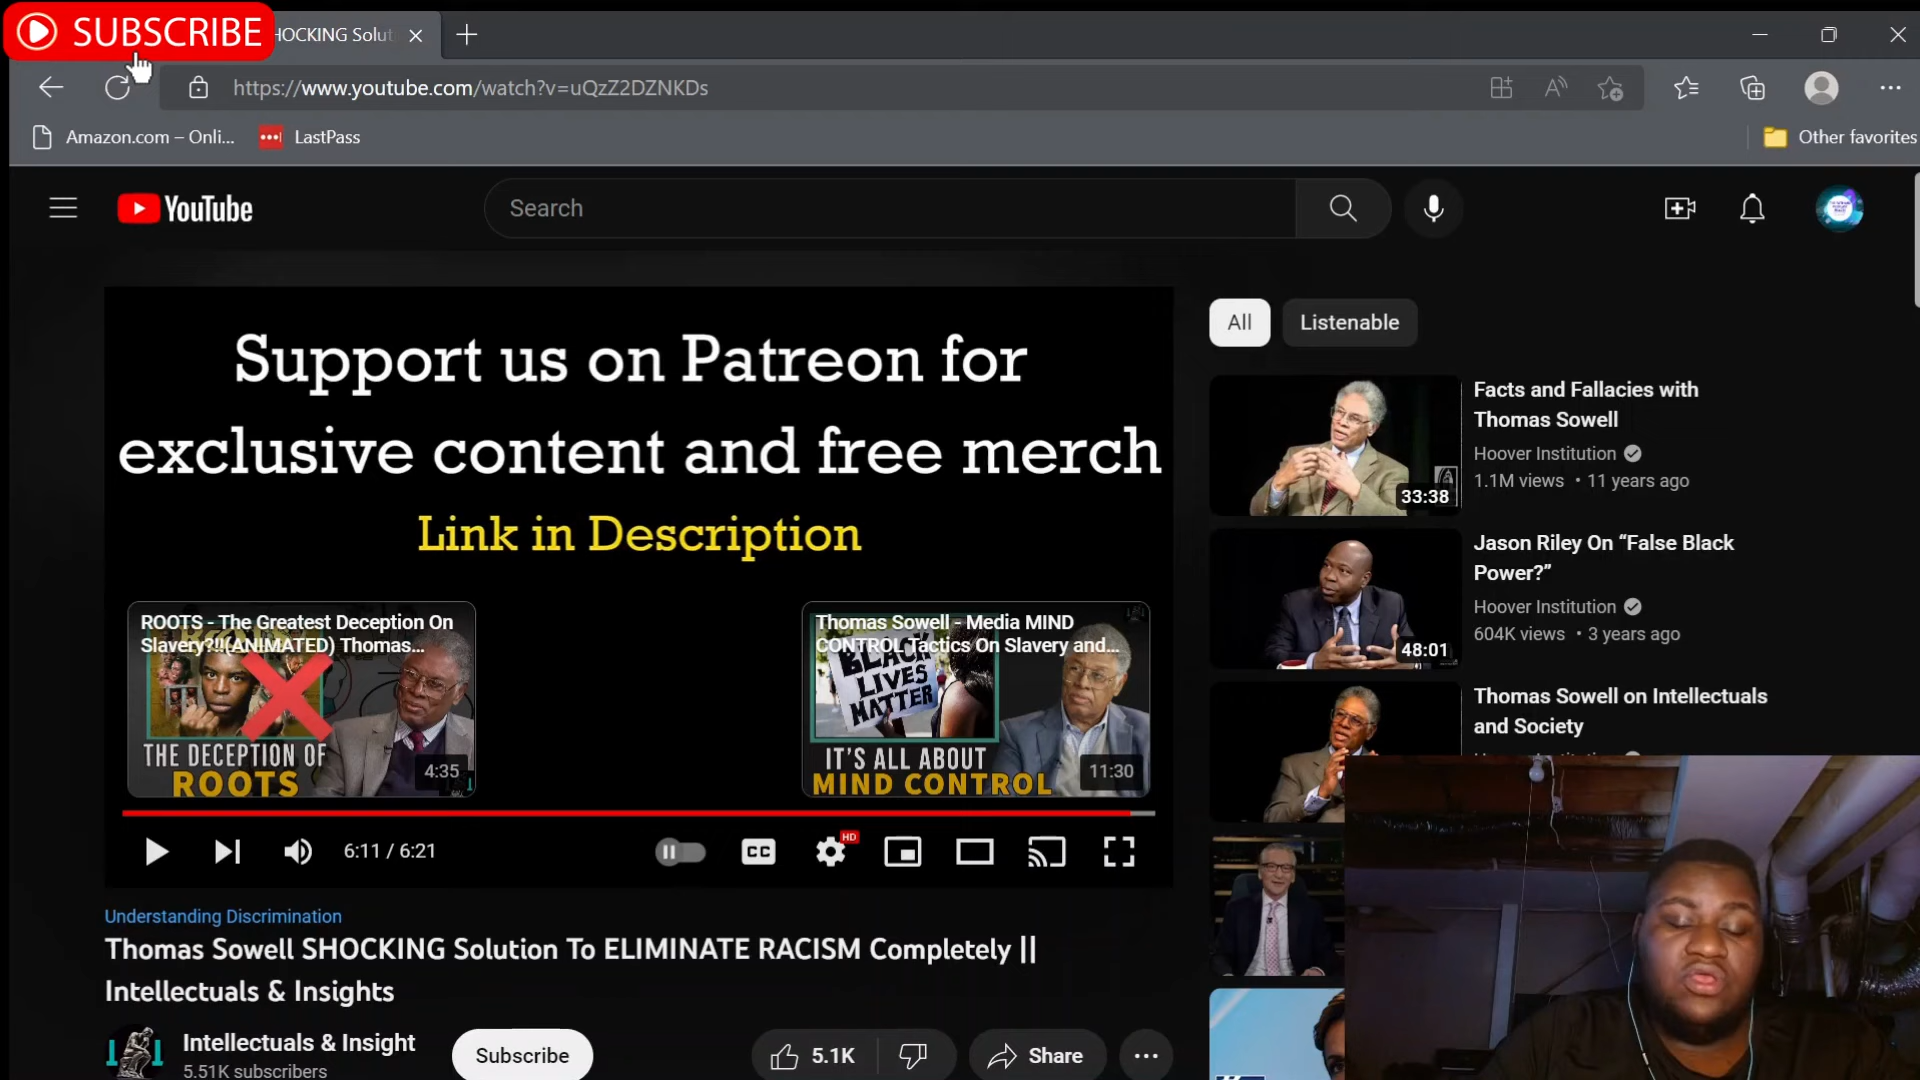 SUBSCRIBE
HOCKING Solut
https://www.youtube.com/watch?v=uQzZ2DZNKDs
Amazon.com – Onli...
LastPass
Other favorites
YouTube
Search
Support us on Patreon for
exclusive content and free merch
Link in Description
ROOTS - The Greatest Deception On
Slavery?!!(ANIMATED) Thomas...
THE DECEPTION OF
ROOTS
4:35
Thomas Sowell - Media MIND
CONTROL Tactics On Slavery and...
BLACK
LIVES
MATTER
IT'S ALL ABOUT
MIND CONTROL
11:30
6:11 / 6:21
CC
HD
Understanding Discrimination
Thomas Sowell SHOCKING Solution To ELIMINATE RACISM Completely ||
Intellectuals & Insights
Intellectuals & Insight
5.51K subscribers
Subscribe
5.1K
Share
All
Listenable
Facts and Fallacies with
Thomas Sowell
Hoover Institution
1.1M views • 11 years ago
33:38
Jason Riley On “False Black
Power?”
Hoover Institution
604K views • 3 years ago
48:01
Thomas Sowell on Intellectuals
and Society